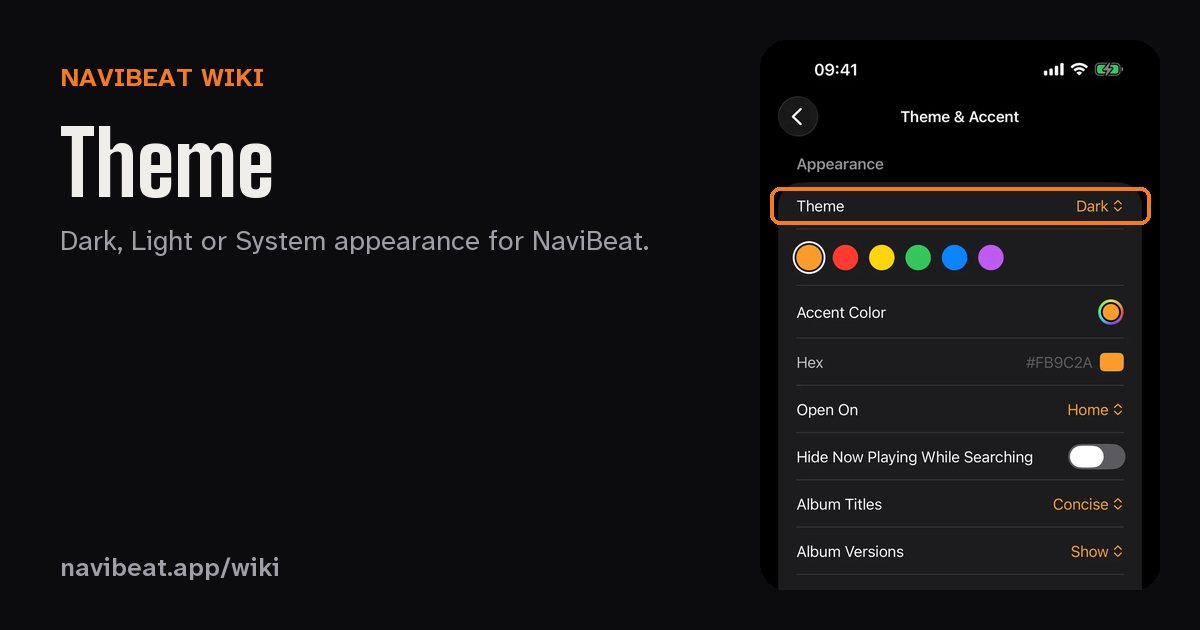 NAVIBEAT WIKI
Theme
Dark, Light or System appearance for NaviBeat.
navibeat.app/wiki
09:41
Theme & Accent
Appearance
Theme Dark
Accent Color
Hex #FB9C2A
Open On Home
Hide Now Playing While Searching
Album Titles Concise
Album Versions Show